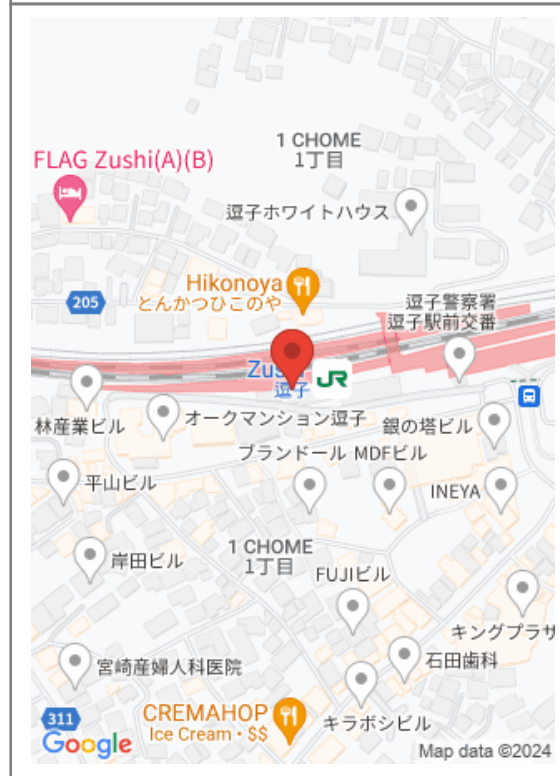 1 CHOME
1丁目
FLAG Zushi(A)(B)
逗子ホワイトハウス
Hikonoya
とんかつひこのや
205
逗子警察署
逗子駅前交番
逗子
JR
林産業ビル
オークマンション逗子
銀の塔ビル
ブランドール
MDFビル
平山ビル
INEYA
1 CHOME
1丁目
岸田ビル
FUJIビル
キングプラザ
宮崎産婦人科医院
石田歯科
311
CREMAHOP
Ice Cream • $$
キラボシビル
Google
Map data ©2024